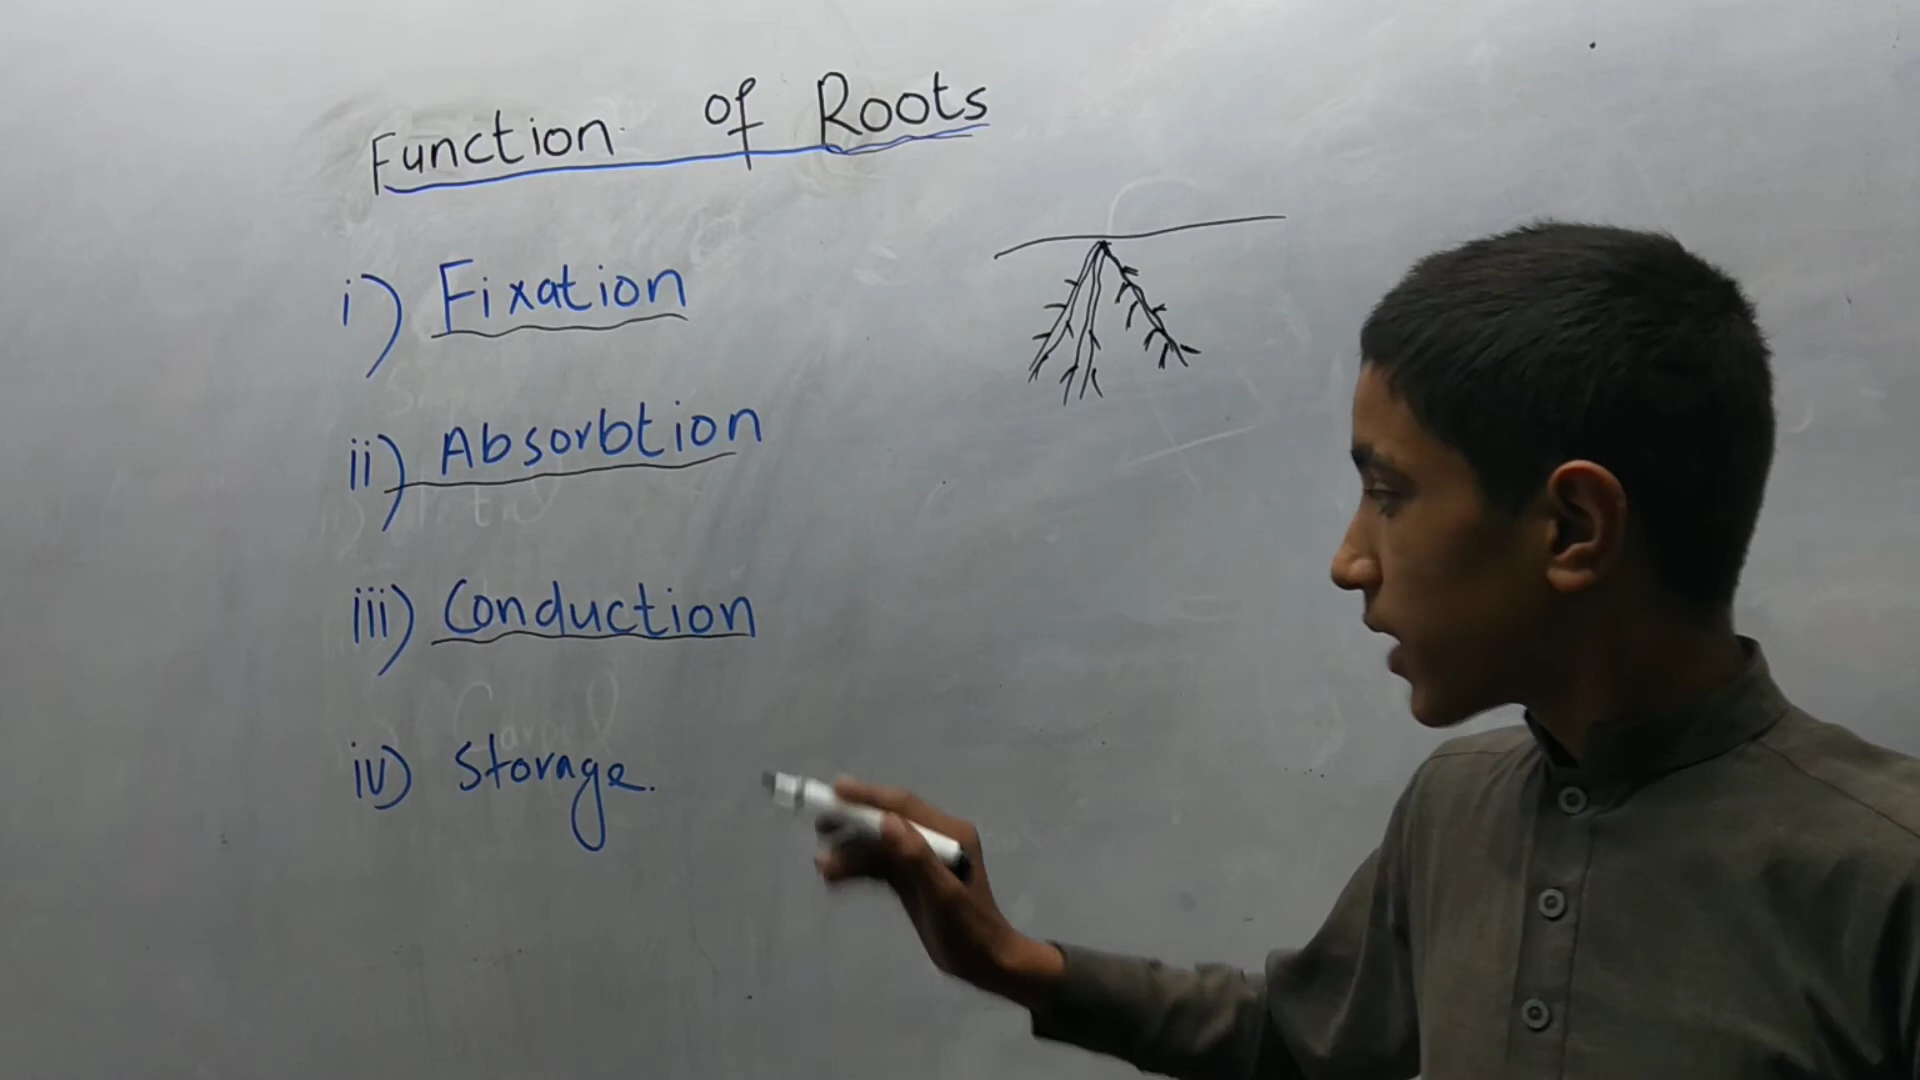 Function of Roots
i) Fixation
ii) Absorbtion
iii) Conduction
iv) Storage.